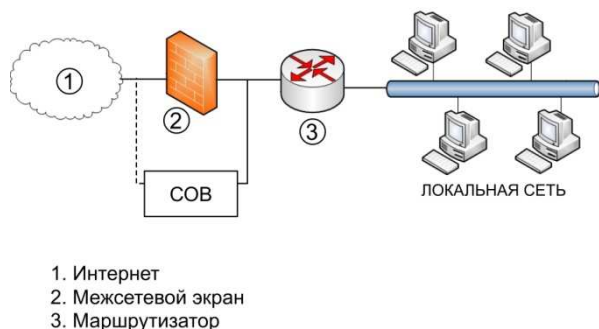 ①
②
③
СОВ
ЛОКАЛЬНАЯ СЕТЬ
1. Интернет
2. Межсетевой экран
3. Маршрутизатор